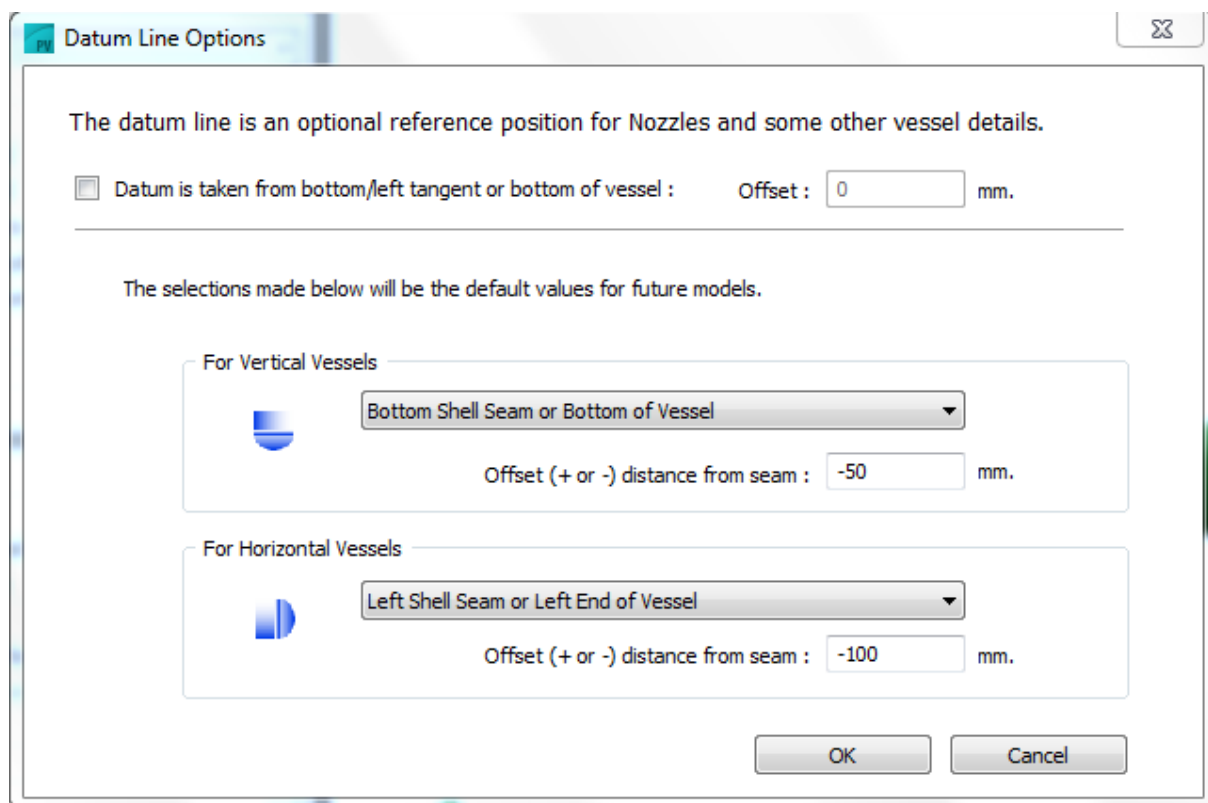 PV Datum Line Options
The datum line is an optional reference position for Nozzles and some other vessel details.
Datum is taken from bottom/left tangent or bottom of vessel : Offset : 0 mm.
The selections made below will be the default values for future models.
For Vertical Vessels
Bottom Shell Seam or Bottom of Vessel
Offset (+ or -) distance from seam : -50 mm.
For Horizontal Vessels
Left Shell Seam or Left End of Vessel
Offset (+ or -) distance from seam : -100 mm.
OK Cancel